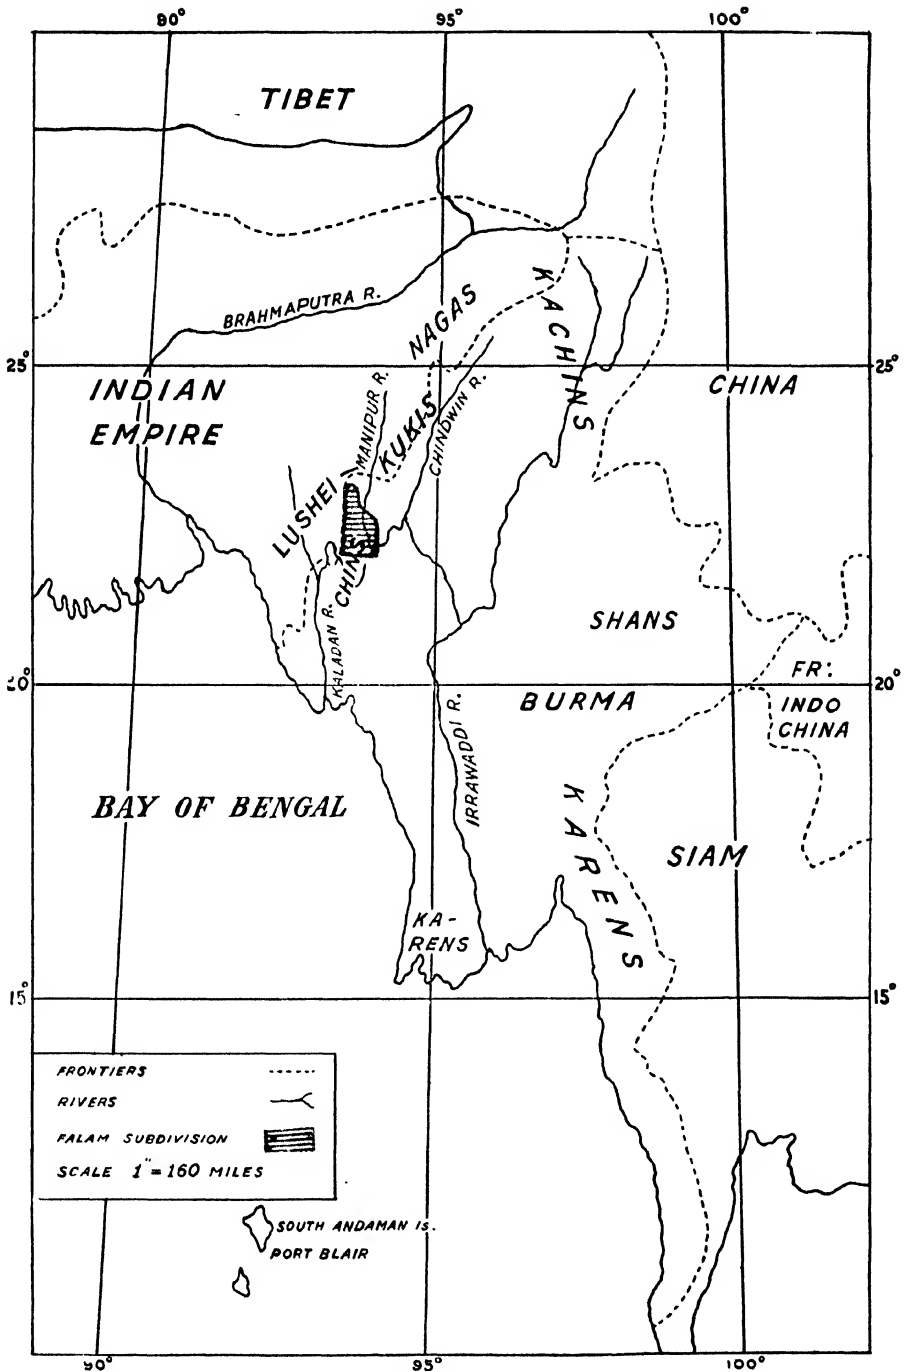 90°
95°
100°
TIBET
BRAHMAPUTRA R.
NAGAS
KACHINS
25°
25°
INDIAN
EMPIRE
CHINA
MANIPUR R.
KUKIS
CHINDWIN R.
LUSHEI
CHINS
KALADAN R.
SHANS
FR:
INDO
CHINA
20°
20°
BURMA
IRRAWADDI R.
BAY OF BENGAL
KARENS
SIAM
KA-
RENS
15°
15°
FRONTIERS
RIVERS
FALAM SUBDIVISION
SCALE 1" = 160 MILES
SOUTH ANDAMAN IS.
PORT BLAIR
90°
95°
100°